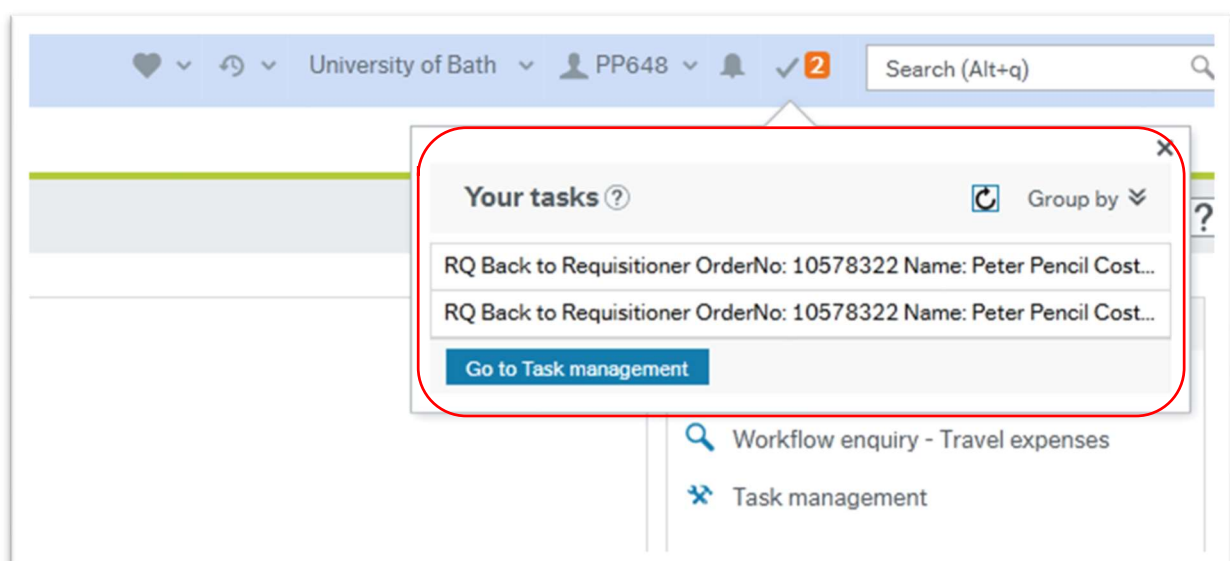 University of Bath PP648 2 Search (Alt+q)
Your tasks ? Group by
?
RQ Back to Requisitioner OrderNo: 10578322 Name: Peter Pencil Cost...
RQ Back to Requisitioner OrderNo: 10578322 Name: Peter Pencil Cost...
Go to Task management
Workflow enquiry - Travel expenses
Task management